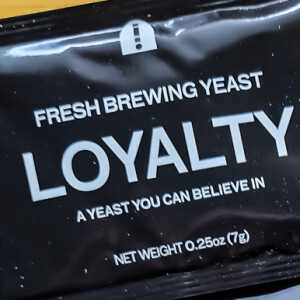 FRESH BREWING YEAST
LOYALTY
A YEAST YOU CAN BELIEVE IN
NET WEIGHT 0.25oz (7g)